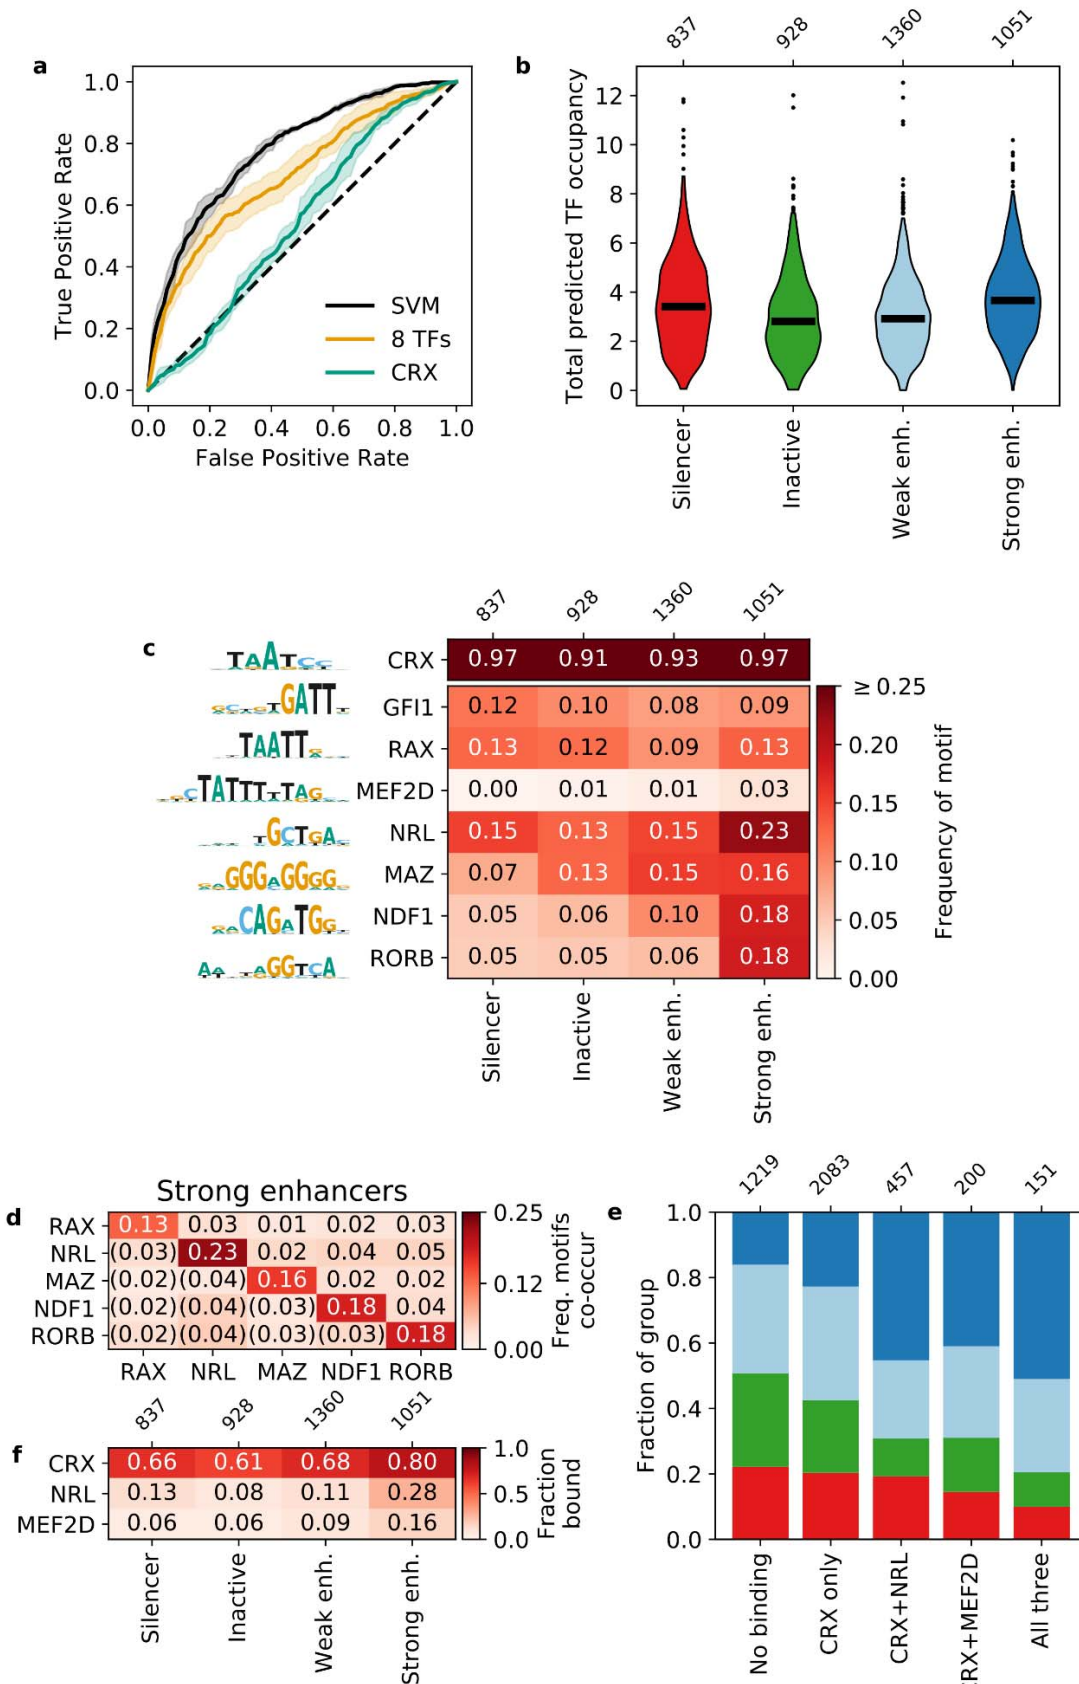 a
1.0
0.8
0.6
0.4
0.2
0.0
True Positive Rate
0.0 0.2 0.4 0.6 0.8 1.0
False Positive Rate
SVM
8 TFs
CRX
b
837 928 1360 1051
12
10
8
6
4
2
0
Total predicted TF occupancy
Silencer
Inactive
Weak enh.
Strong enh.
c
837 928 1360 1051
CRX 0.97 0.91 0.93 0.97
GFI1 0.12 0.10 0.08 0.09
RAX 0.13 0.12 0.09 0.13
MEF2D 0.00 0.01 0.01 0.03
NRL 0.15 0.13 0.15 0.23
MAZ 0.07 0.13 0.15 0.16
NDF1 0.05 0.06 0.10 0.18
RORB 0.05 0.05 0.06 0.18
Silencer
Inactive
Weak enh.
Strong enh.
≥ 0.25
0.20
0.15
0.10
0.05
0.00
Frequency of motif
d
Strong enhancers
RAX 0.13 0.03 0.01 0.02 0.03
NRL (0.03) 0.23 0.02 0.04 0.05
MAZ (0.02) (0.04) 0.16 0.02 0.02
NDF1 (0.02) (0.04) (0.03) 0.18 0.04
RORB (0.02) (0.04) (0.03) (0.03) 0.18
RAX NRL MAZ NDF1 RORB
0.25
0.12
0.00
Freq. motifs
co-occur
e
1219 2083 457 200 151
1.0
0.8
0.6
0.4
0.2
0.0
Fraction of group
No binding
CRX only
CRX+NRL
CRX+MEF2D
All three
f
837 928 1360 1051
CRX 0.66 0.61 0.68 0.80
NRL 0.13 0.08 0.11 0.28
MEF2D 0.06 0.06 0.09 0.16
Silencer
Inactive
Weak enh.
Strong enh.
1.0
0.5
0.0
Fraction
bound